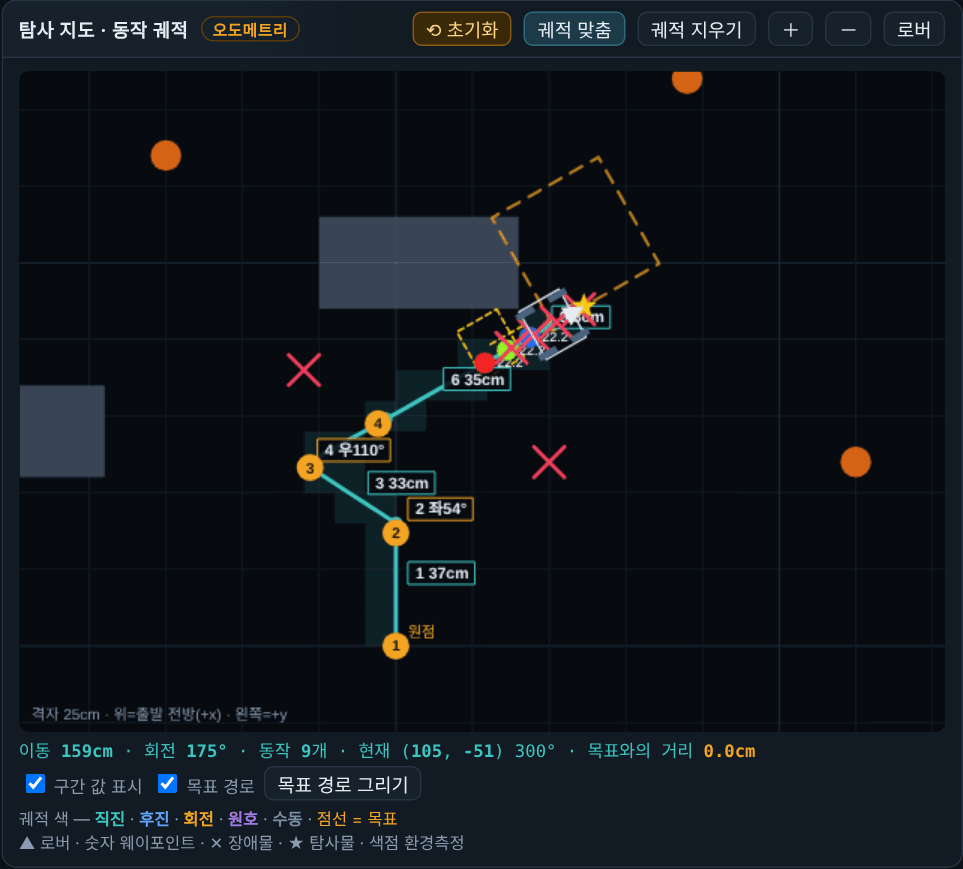 탐사 지도 · 동작 궤적 오도메트리 ⟲ 초기화 궤적 맞춤 궤적 지우기 + − 로버
22.2
6 35cm
4
4 우110°
3
3 33cm
2 좌54°
2
1 37cm
원점
1
격자 25cm · 위=출발 전방(+x) · 왼쪽=+y
이동 159cm · 회전 175° · 동작 9개 · 현재 (105, -51) 300° · 목표와의 거리 0.0cm
구간 값 표시 목표 경로 목표 경로 그리기
궤적 색 — 직진 · 후진 · 회전 · 원호 · 수동 · 점선 = 목표
▲ 로버 · 숫자 웨이포인트 · ✕ 장애물 · ★ 탐사물 · 색점 환경측정